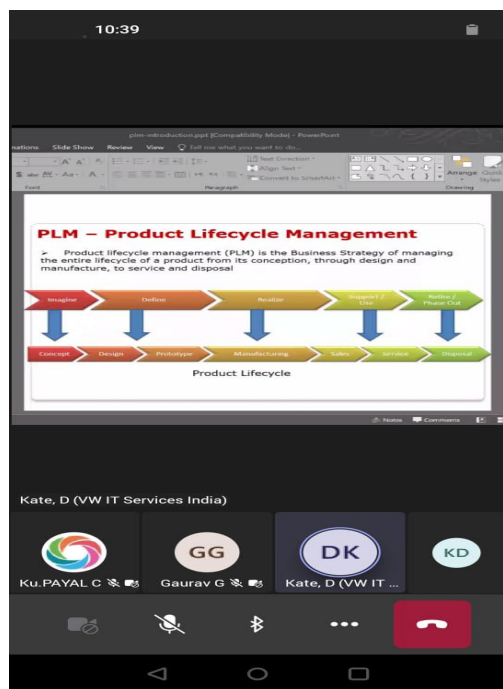 10:39
plm-introduction.ppt [Compatibility Mode] - PowerPoint
nations Slide Show Review View Tell me what you want to do...
Text Direction
Align Text
Convert to SmartArt
Arrange Quick
Styles
Font Paragraph Drawing
PLM – Product Lifecycle Management
➢ Product lifecycle management (PLM) is the Business Strategy of managing
the entire lifecycle of a product from its conception, through design and
manufacture, to service and disposal
Imagine Define Realize Support / Use Retire / Phase Out
Concept Design Prototype Manufacturing Sales Service Disposal
Product Lifecycle
Notes Comments
Kate, D (VW IT Services India)
GG DK KD
Ku.PAYAL C Gaurav G Kate, D (VW IT ...